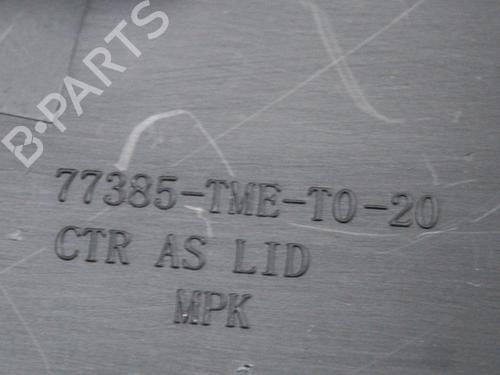 B·PARTS
77385-TME-T0-20
CTR AS LID
MPK